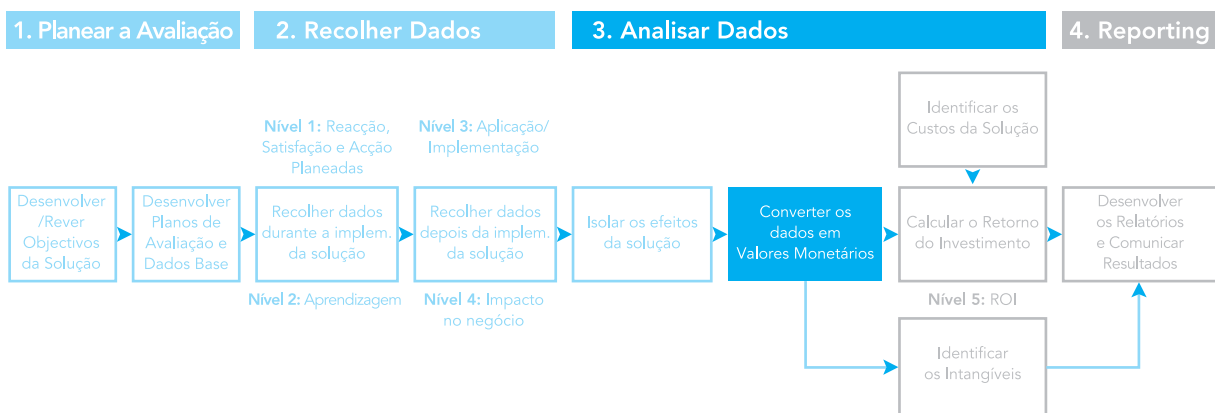 1. Planear a Avaliação
2. Recolher Dados
3. Analisar Dados
4. Reporting
Identificar os
Custos da Solução
Nível 1: Reacção,
Satisfação e Acção
Planeadas
Nível 3: Aplicação/
Implementação
Desenvolver
/Rever
Objectivos
da Solução
Desenvolver
Planos de
Avaliação e
Dados Base
Recolher dados
durante a implem.
da solução
Recolher dados
depois da implem.
da solução
Isolar os efeitos
da solução
Converter os
dados em
Valores Monetários
Calcular o Retorno
do Investimento
Desenvolver
os Relatórios
e Comunicar
Resultados
Nível 2: Aprendizagem
Nível 4: Impacto
no negócio
Nível 5: ROI
Identificar
os Intangíveis